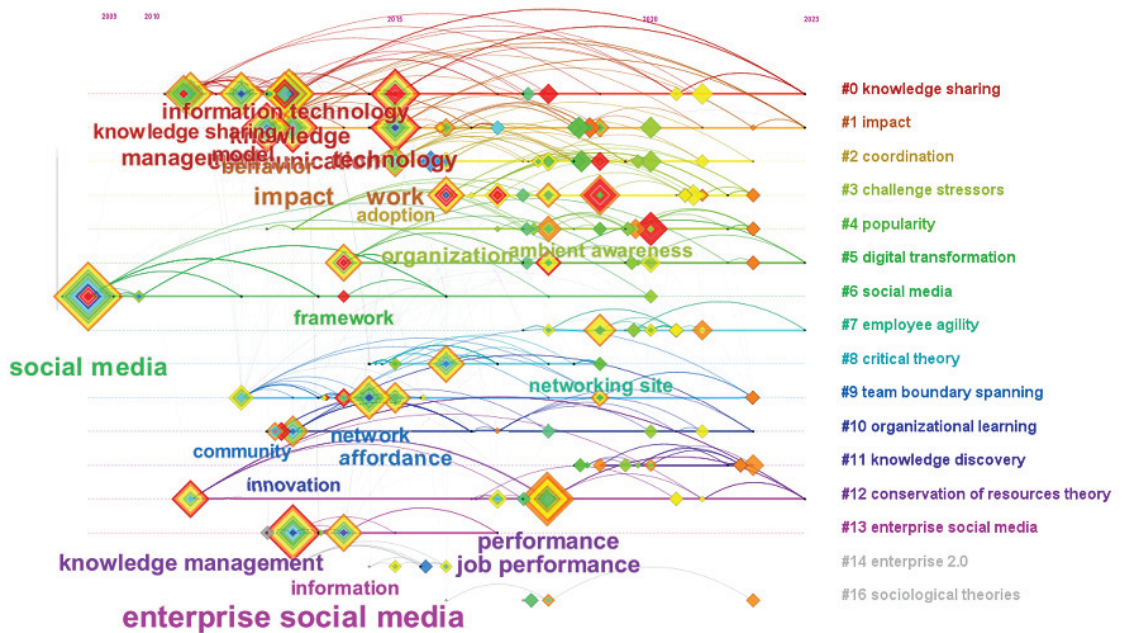 2009 2010 2015 2020 2023
#0 knowledge sharing
information technology
#1 impact
knowledge sharing
knowledge
management
model
communication
technology
#2 coordination
behavior
#3 challenge stressors
impact
work
adoption
#4 popularity
organization
ambient awareness
#5 digital transformation
#6 social media
framework
#7 employee agility
#8 critical theory
social media
networking site
#9 team boundary spanning
#10 organizational learning
network
community
affordance
#11 knowledge discovery
innovation
#12 conservation of resources theory
#13 enterprise social media
performance
knowledge management
job performance
#14 enterprise 2.0
information
#16 sociological theories
enterprise social media